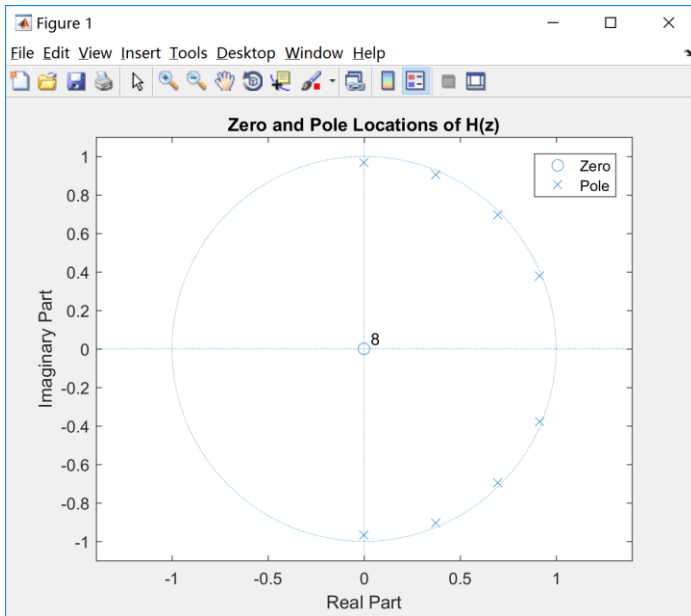 Figure 1
File Edit View Insert Tools Desktop Window Help
Zero and Pole Locations of H(z)
Zero
Pole
1
0.8
0.6
0.4
0.2
0
-0.2
-0.4
-0.6
-0.8
-1
8
Imaginary Part
-1 -0.5 0 0.5 1
Real Part